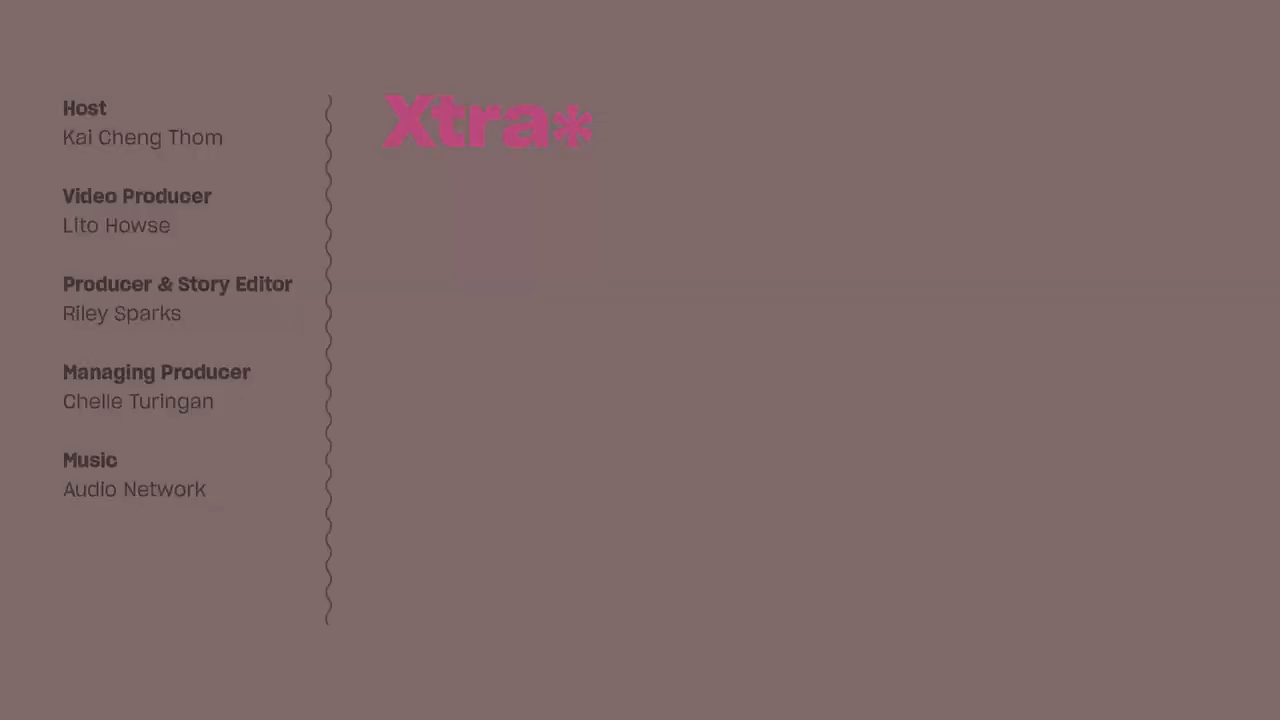 Host
Kai Cheng Thom
Video Producer
Lito Howse
Producer & Story Editor
Riley Sparks
Managing Producer
Chelle Turingan
Music
Audio Network
Xtra*